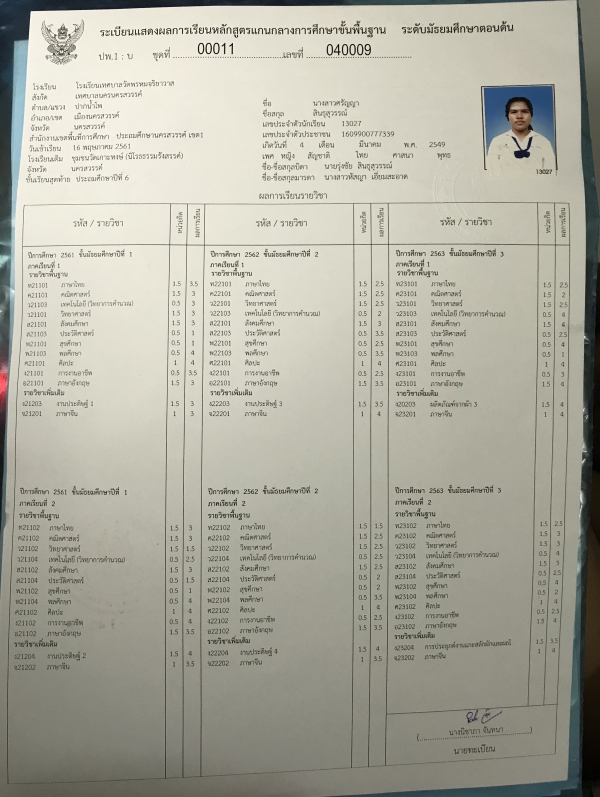 ระเบียนแสดงผลการเรียนหลักสูตรแกนกลางการศึกษาขั้นพื้นฐาน ระดับมัธยมศึกษาตอนต้น
ปพ.1 : บ ชุดที่ 00011 เลขที่ 040009
โรงเรียน โรงเรียนเทศบาลวัดพรหมจริยาวาส
สังกัด เทศบาลนครนครสวรรค์
ตำบล/แขวง ปากน้ำโพ
อำเภอ/เขต เมืองนครสวรรค์
จังหวัด นครสวรรค์
สำนักงานเขตพื้นที่การศึกษา ประถมศึกษานครสวรรค์ เขต1
วันเข้าเรียน 16 พฤษภาคม 2561
โรงเรียนเดิม ชุมชนวัดเกาะหงษ์ (นิโรธธรรมรังสรรค์)
จังหวัด นครสวรรค์
ชั้นเรียนสุดท้าย ประถมศึกษาปีที่ 6
ชื่อ นางสาวศรัญญา
ชื่อสกุล สินธุสุวรรณ์
เลขประจำตัวนักเรียน 13027
เลขประจำตัวประชาชน 1609900777339
เกิดวันที่ 4 เดือน มีนาคม พ.ศ. 2549
เพศ หญิง สัญชาติ ไทย ศาสนา พุทธ
ชื่อ-ชื่อสกุลบิดา นายรุ่งชัย สินธุสุวรรณ์
ชื่อ-ชื่อสกุลมารดา นางสาวหัสญา เอี่ยมสะอาด
13027
ผลการเรียนรายวิชา
รหัส / รายวิชา หน่วยกิต ผลการเรียน รหัส / รายวิชา หน่วยกิต ผลการเรียน รหัส / รายวิชา หน่วยกิต ผลการเรียน
ปีการศึกษา 2561 ชั้นมัธยมศึกษาปีที่ 1
ภาคเรียนที่ 1
รายวิชาพื้นฐาน
ท21101 ภาษาไทย 1.5 3.5
ค21101 คณิตศาสตร์ 1.5 3
ว21103 เทคโนโลยี (วิทยาการคำนวณ) 0.5 3
ว21101 วิทยาศาสตร์ 1.5 3
ส21101 สังคมศึกษา 1.5 3
ส21103 ประวัติศาสตร์ 0.5 1
พ21101 สุขศึกษา 0.5 1
พ21103 พลศึกษา 0.5 4
ศ21101 ศิลปะ 1 4
ง21101 การงานอาชีพ 0.5 3.5
อ21101 ภาษาอังกฤษ 1.5 3
รายวิชาเพิ่มเติม
ง21203 งานประดิษฐ์ 1 1.5 3
จ21201 ภาษาจีน 1 3
ปีการศึกษา 2562 ชั้นมัธยมศึกษาปีที่ 2
ภาคเรียนที่ 1
รายวิชาพื้นฐาน
ท22101 ภาษาไทย 1.5 2.5
ค22101 คณิตศาสตร์ 1.5 2.5
ว22101 วิทยาศาสตร์ 1.5 2.5
ว22103 เทคโนโลยี (วิทยาการคำนวณ) 0.5 2
ส22101 สังคมศึกษา 1.5 3
ส22103 ประวัติศาสตร์ 0.5 1
พ22101 สุขศึกษา 0.5 2.5
พ22103 พลศึกษา 0.5 3.5
ศ22101 ศิลปะ 1 4
ง22101 การงานอาชีพ 0.5 2.5
อ22101 ภาษาอังกฤษ 1.5 3.5
รายวิชาเพิ่มเติม
ง22203 งานประดิษฐ์ 3 1.5 3.5
จ22201 ภาษาจีน 1 4
ปีการศึกษา 2563 ชั้นมัธยมศึกษาปีที่ 3
ภาคเรียนที่ 1
รายวิชาพื้นฐาน
ท23101 ภาษาไทย 1.5 2.5
ค23101 คณิตศาสตร์ 1.5 2
ว23101 วิทยาศาสตร์ 1.5 2.5
ว23103 เทคโนโลยี (วิทยาการคำนวณ) 0.5 4
ส23101 สังคมศึกษา 1.5 4
ส23103 ประวัติศาสตร์ 0.5 2.5
พ23101 สุขศึกษา 0.5 4
พ23103 พลศึกษา 0.5 1
ศ23101 ศิลปะ 1 4
ง23101 การงานอาชีพ 0.5 3
อ23101 ภาษาอังกฤษ 1.5 4
รายวิชาเพิ่มเติม
ง20203 ผลิตภัณฑ์จากผ้า 3 1.5 4
จ23201 ภาษาจีน 1 4
ปีการศึกษา 2561 ชั้นมัธยมศึกษาปีที่ 1
ภาคเรียนที่ 2
รายวิชาพื้นฐาน
ท21102 ภาษาไทย 1.5 3
ค21102 คณิตศาสตร์ 1.5 3
ว21102 วิทยาศาสตร์ 1.5 1.5
ว21104 เทคโนโลยี (วิทยาการคำนวณ) 0.5 2.5
ส21102 สังคมศึกษา 1.5 3
ส21104 ประวัติศาสตร์ 0.5 1.5
พ21102 สุขศึกษา 0.5 1
พ21104 พลศึกษา 0.5 4
ศ21102 ศิลปะ 1 4
ง21102 การงานอาชีพ 0.5 4
อ21102 ภาษาอังกฤษ 1.5 3.5
รายวิชาเพิ่มเติม
ง21204 งานประดิษฐ์ 2 1.5 4
จ21202 ภาษาจีน 1 3.5
ปีการศึกษา 2562 ชั้นมัธยมศึกษาปีที่ 2
ภาคเรียนที่ 2
รายวิชาพื้นฐาน
ท22102 ภาษาไทย 1.5 1.5
ค22102 คณิตศาสตร์ 1.5 2.5
ว22102 วิทยาศาสตร์ 1.5 2.5
ว22104 เทคโนโลยี (วิทยาการคำนวณ) 0.5 2.5
ส22102 สังคมศึกษา 1.5 2.5
ส22104 ประวัติศาสตร์ 0.5 2
พ22102 สุขศึกษา 0.5 2
พ22104 พลศึกษา 0.5 3.5
ศ22102 ศิลปะ 1 4
ง22102 การงานอาชีพ 0.5 2.5
อ22102 ภาษาอังกฤษ 1.5 3.5
รายวิชาเพิ่มเติม
ง22204 งานประดิษฐ์ 4 1.5 4
จ22202 ภาษาจีน 1 3.5
ปีการศึกษา 2563 ชั้นมัธยมศึกษาปีที่ 3
ภาคเรียนที่ 2
รายวิชาพื้นฐาน
ท23102 ภาษาไทย 1.5 2.5
ค23102 คณิตศาสตร์ 1.5 3
ว23102 วิทยาศาสตร์ 1.5 3
ว23104 เทคโนโลยี (วิทยาการคำนวณ) 0.5 4
ส23102 สังคมศึกษา 1.5 3
ส23104 ประวัติศาสตร์ 0.5 2.5
พ23102 สุขศึกษา 0.5 4
พ23104 พลศึกษา 0.5 2
ศ23102 ศิลปะ 1 4
ง23102 การงานอาชีพ 0.5 2.5
อ23102 ภาษาอังกฤษ 1.5 4
รายวิชาเพิ่มเติม
ง23204 การประยุกต์งานแกะสลักผักและผลไม้ 1.5 3.5
จ23202 ภาษาจีน 1 4
(นางนิชาภา จันทนา)
นายทะเบียน